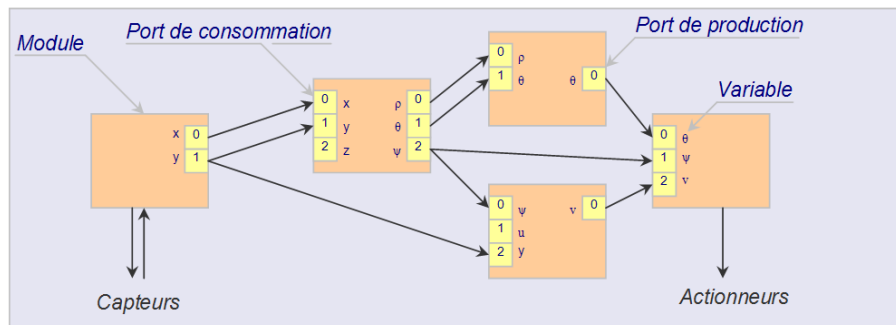 Module
Port de consommation
Port de production
Variable
x 0
y 1
0 x
1 y
2 z
ρ 0
θ 1
ψ 2
0 ρ
1 θ
θ 0
0 ψ
1 u
2 y
v 0
0 θ
1 ψ
2 v
Capteurs
Actionneurs